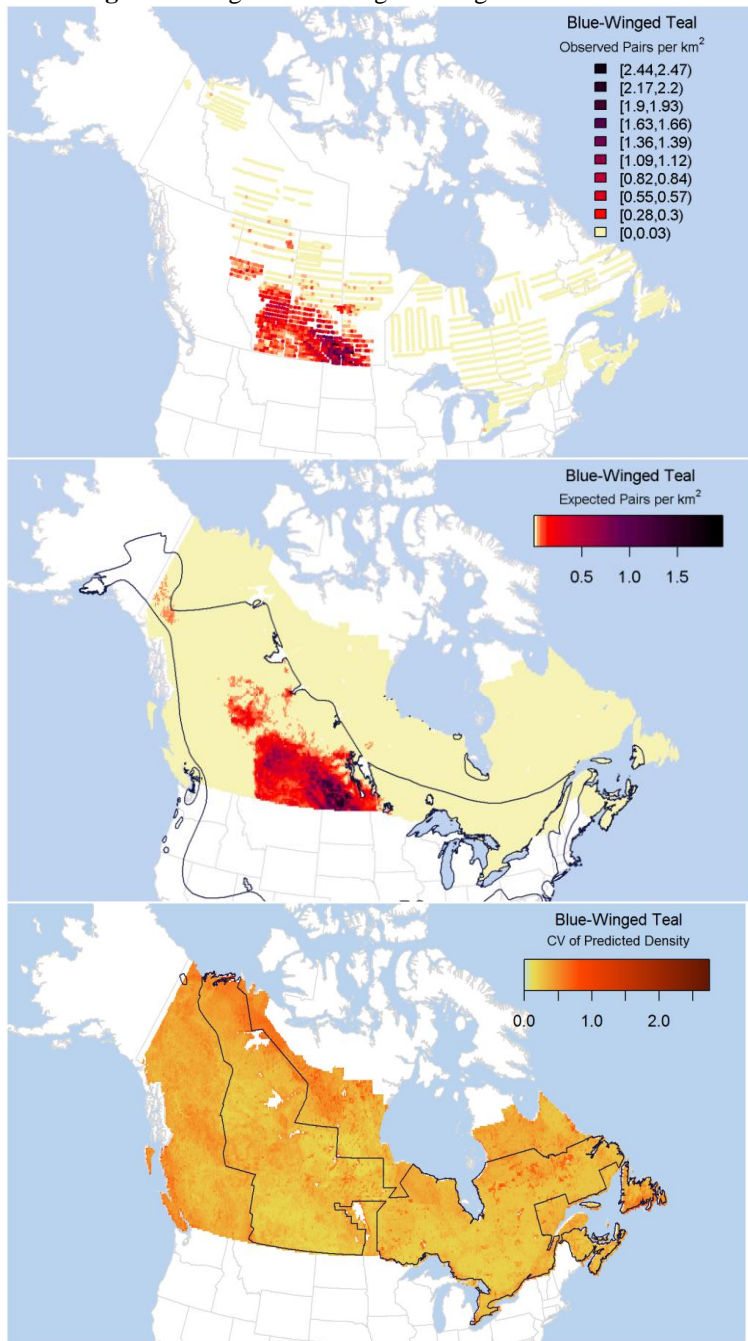 Blue-Winged Teal
Observed Pairs per km²
[2.44,2.47)
[2.17,2.2)
[1.9,1.93)
[1.63,1.66)
[1.36,1.39)
[1.09,1.12)
[0.82,0.84)
[0.55,0.57)
[0.28,0.3)
[0,0.03)
Blue-Winged Teal
Expected Pairs per km²
0.5 1.0 1.5
Blue-Winged Teal
CV of Predicted Density
0.0 1.0 2.0